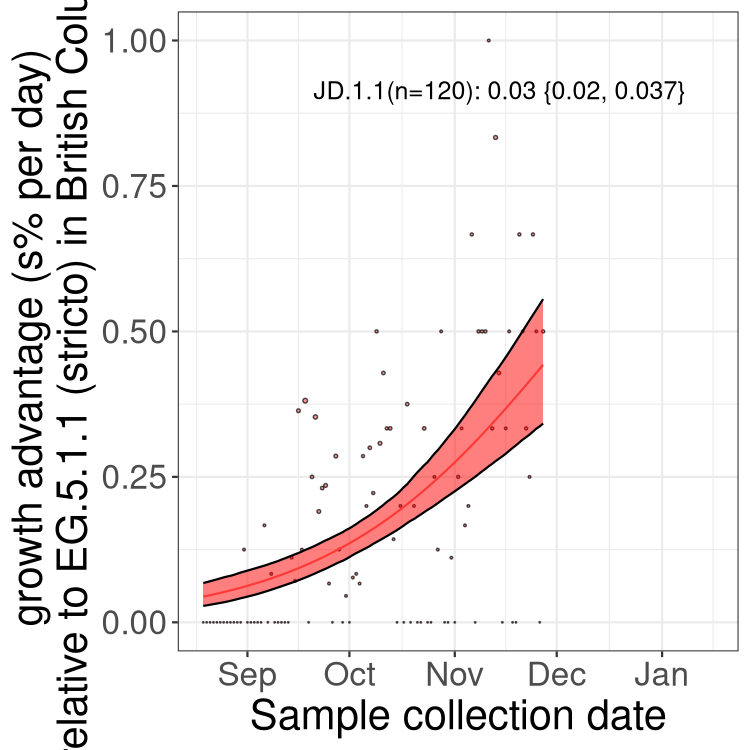 growth advantage (s% per day)
relative to EG.5.1.1 (stricto) in British Colu
1.00
0.75
0.50
0.25
0.00
JD.1.1(n=120): 0.03 {0.02, 0.037}
Sep Oct Nov Dec Jan
Sample collection date